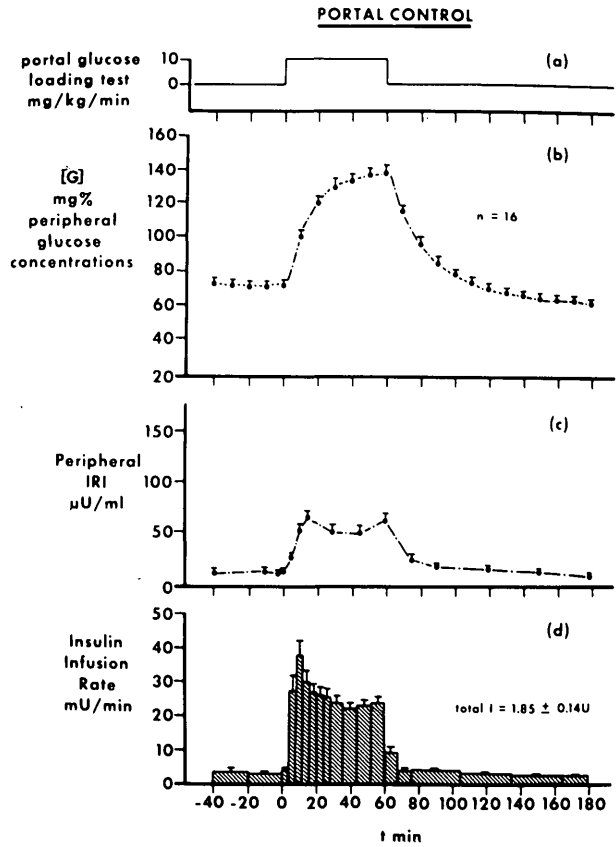 PORTAL CONTROL
portal glucose
loading test
mg/kg/min
10
0
(a)
160
140
120
100
80
60
40
20
[G]
mg%
peripheral
glucose
concentrations
(b)
n = 16
150
100
50
0
Peripheral
IRI
µU/ml
(c)
50
40
30
20
10
0
Insulin
Infusion
Rate
mU/min
(d)
total I = 1.85 ± 0.14U
-40 -20 0 20 40 60 80 100 120 140 160 180
t min